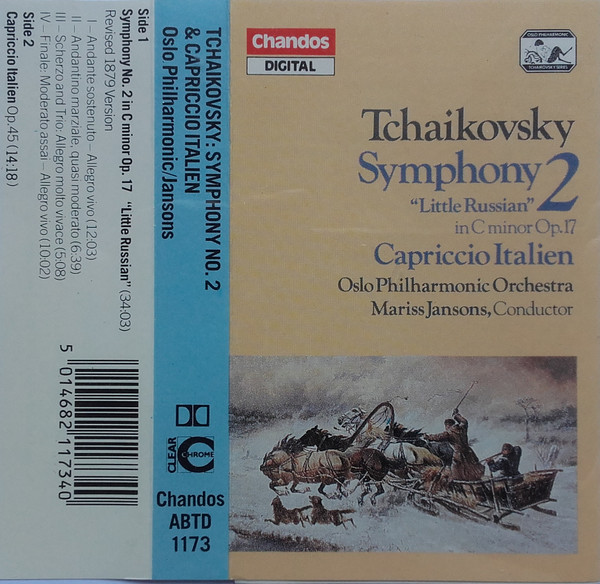 Side 1
Symphony No. 2 in C minor Op. 17 "Little Russian" (34:03)
Revised 1879 Version
I – Andante sostenuto – Allegro vivo (12:03)
II – Andantino marziale, quasi moderato (6:39)
III – Scherzo and Trio: Allegro molto vivace (5:08)
IV – Finale: Moderato assai – Allegro vivo (10:02)
Side 2
Capriccio Italien Op. 45 (14:18)
5 014682 117340
TCHAIKOVSKY: SYMPHONY NO. 2
& CAPRICCIO ITALIEN
Oslo Philharmonic/Jansons
CHROME
CLEAR
Chandos
ABTD
1173
Chandos
DIGITAL
OSLO PHILHARMONIC
TCHAIKOVSKY SERIES
Tchaikovsky
Symphony 2
"Little Russian"
in C minor Op.17
Capriccio Italien
Oslo Philharmonic Orchestra
Mariss Jansons, Conductor